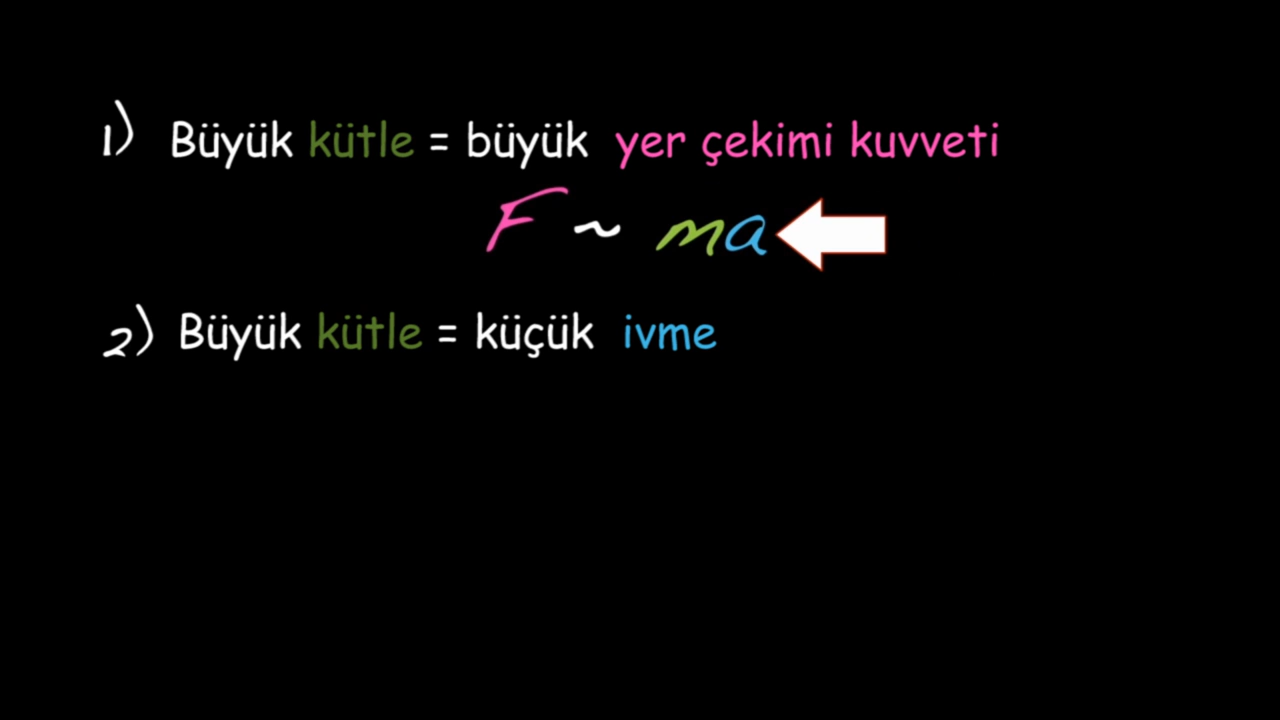 1) Büyük kütle = büyük yer çekimi kuvveti
F ~ ma
2) Büyük kütle = küçük ivme